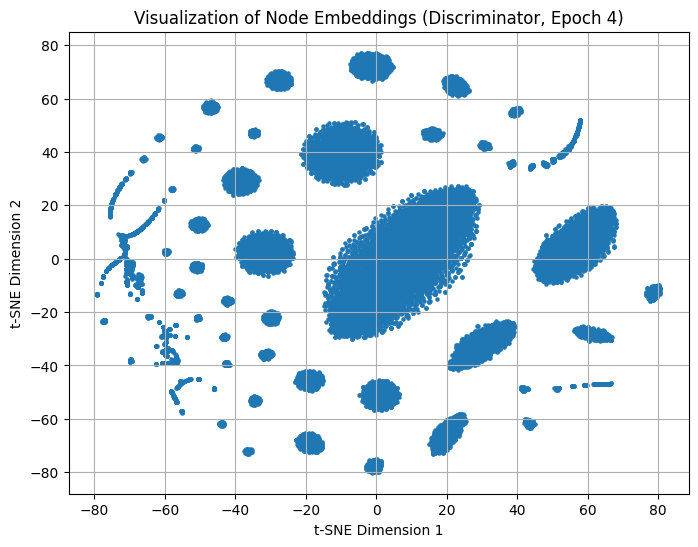 Visualization of Node Embeddings (Discriminator, Epoch 4)
80
60
40
20
0
−20
−40
−60
−80
t-SNE Dimension 2
−80 −60 −40 −20 0 20 40 60 80
t-SNE Dimension 1